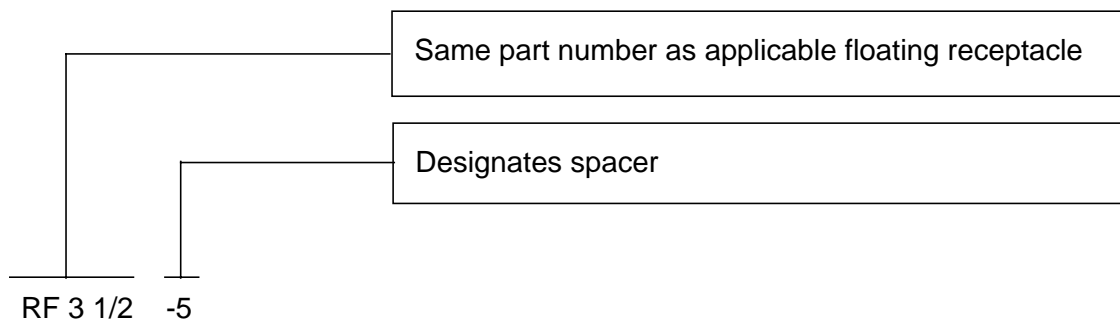 Same part number as applicable floating receptacle
Designates spacer
RF 3 1/2 -5